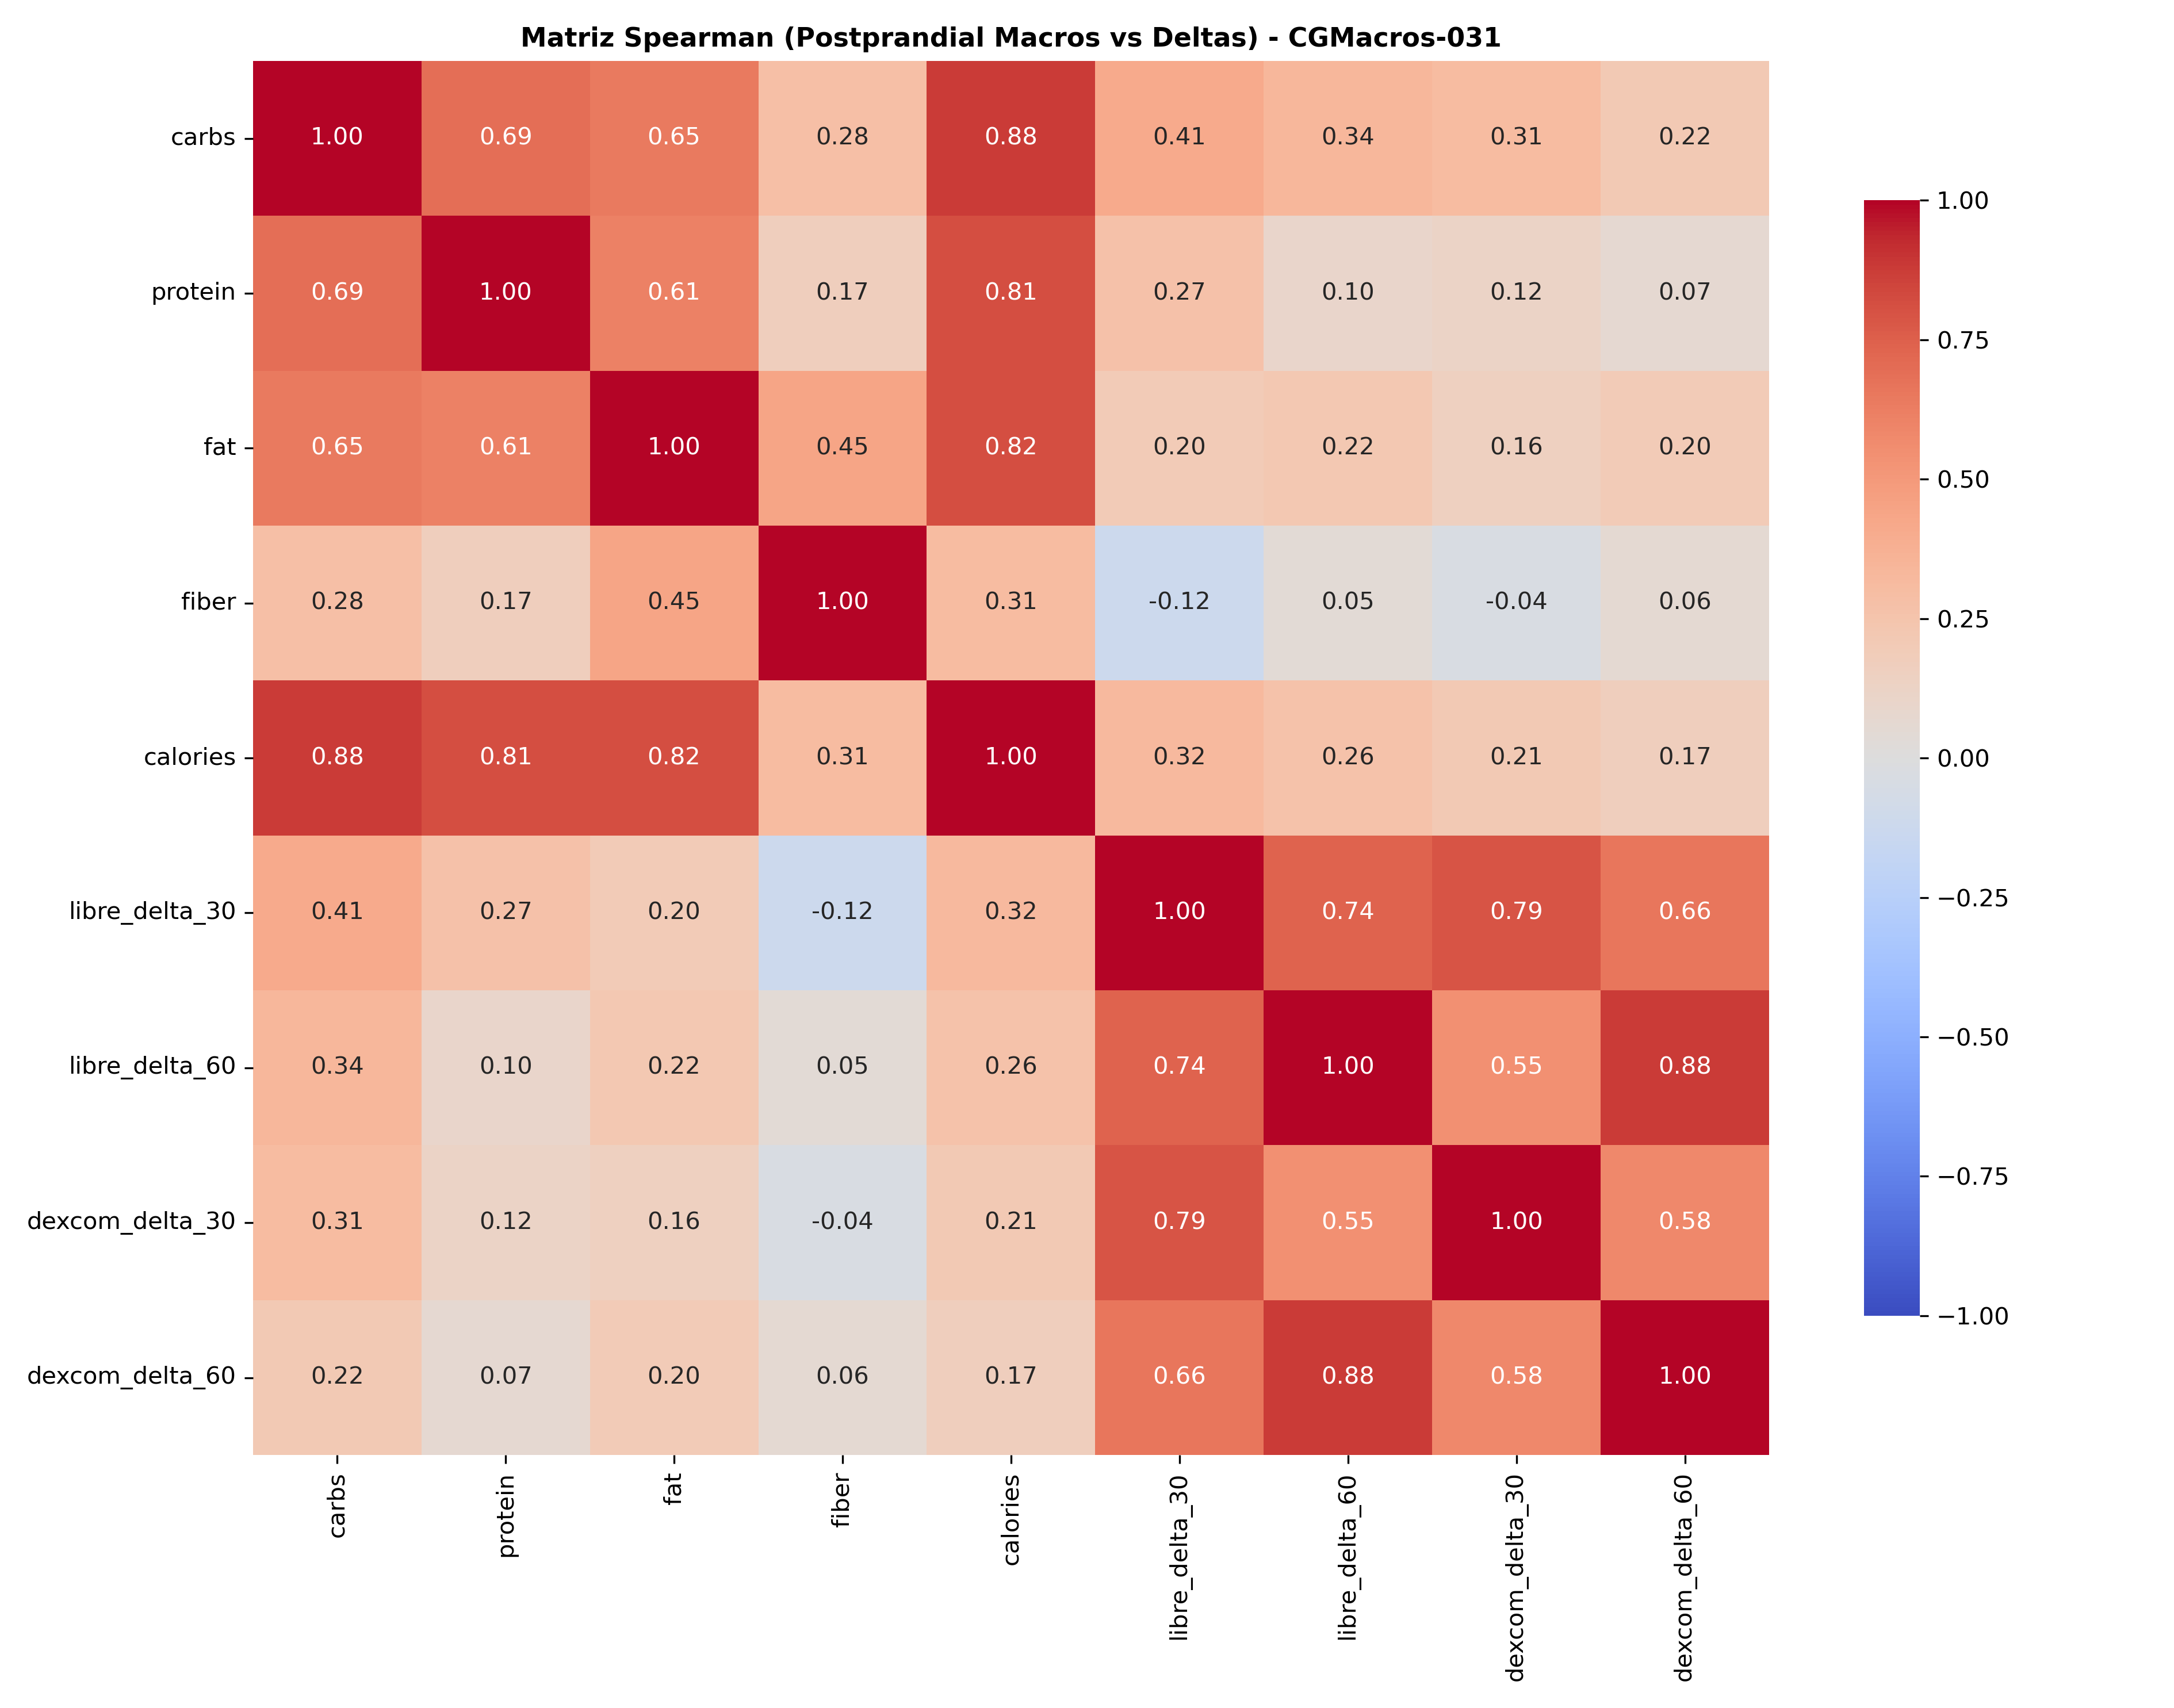 Matriz Spearman (Postprandial Macros vs Deltas) - CGMacros-031
carbs 1.00 0.69 0.65 0.28 0.88 0.41 0.34 0.31 0.22
protein 0.69 1.00 0.61 0.17 0.81 0.27 0.10 0.12 0.07
fat 0.65 0.61 1.00 0.45 0.82 0.20 0.22 0.16 0.20
fiber 0.28 0.17 0.45 1.00 0.31 -0.12 0.05 -0.04 0.06
calories 0.88 0.81 0.82 0.31 1.00 0.32 0.26 0.21 0.17
libre_delta_30 0.41 0.27 0.20 -0.12 0.32 1.00 0.74 0.79 0.66
libre_delta_60 0.34 0.10 0.22 0.05 0.26 0.74 1.00 0.55 0.88
dexcom_delta_30 0.31 0.12 0.16 -0.04 0.21 0.79 0.55 1.00 0.58
dexcom_delta_60 0.22 0.07 0.20 0.06 0.17 0.66 0.88 0.58 1.00
carbs
protein
fat
fiber
calories
libre_delta_30
libre_delta_60
dexcom_delta_30
dexcom_delta_60
1.00
0.75
0.50
0.25
0.00
−0.25
−0.50
−0.75
−1.00